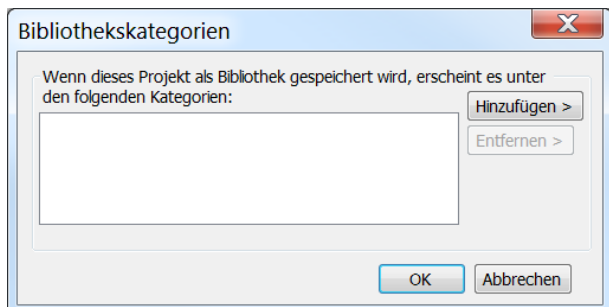 Bibliothekskategorien
Wenn dieses Projekt als Bibliothek gespeichert wird, erscheint es unter
den folgenden Kategorien:
Hinzufügen >
Entfernen >
OK
Abbrechen